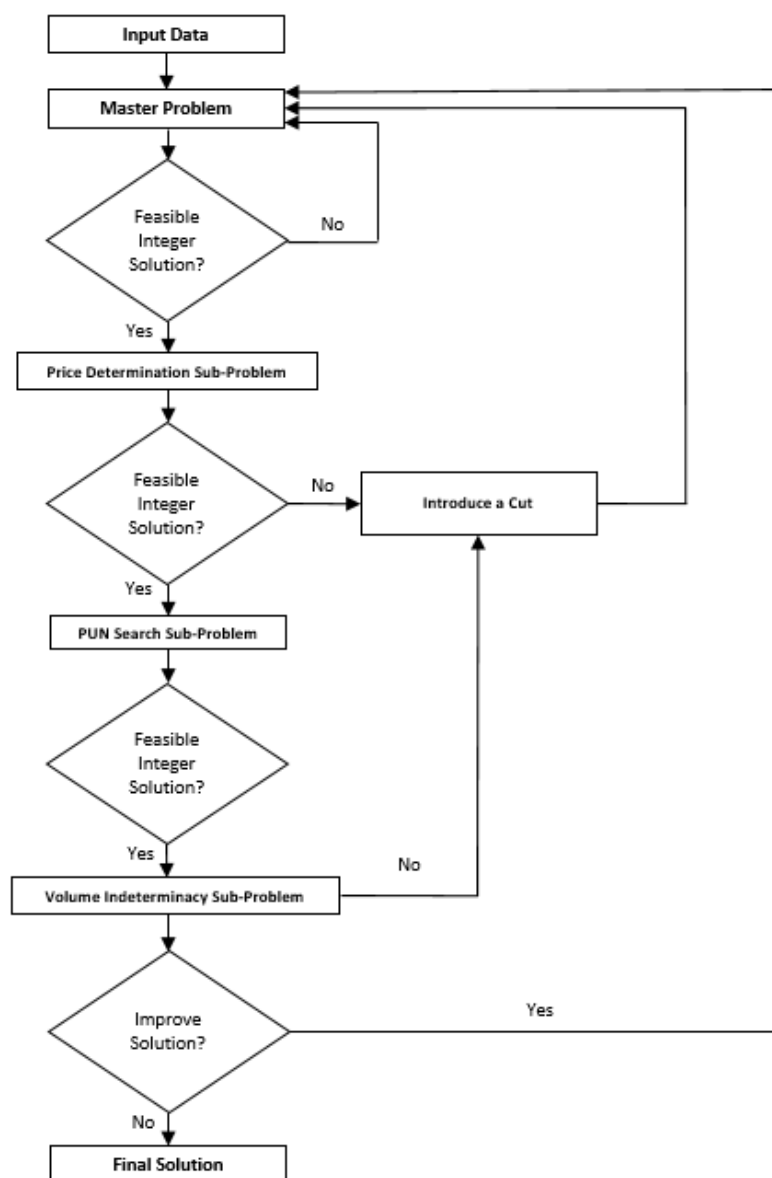 Input Data
Master Problem
Feasible
Integer
Solution?
No
Yes
Price Determination Sub-Problem
Feasible
Integer
Solution?
No
Introduce a Cut
Yes
PUN Search Sub-Problem
Feasible
Integer
Solution?
Yes
No
Volume Indeterminacy Sub-Problem
Improve
Solution?
Yes
No
Final Solution